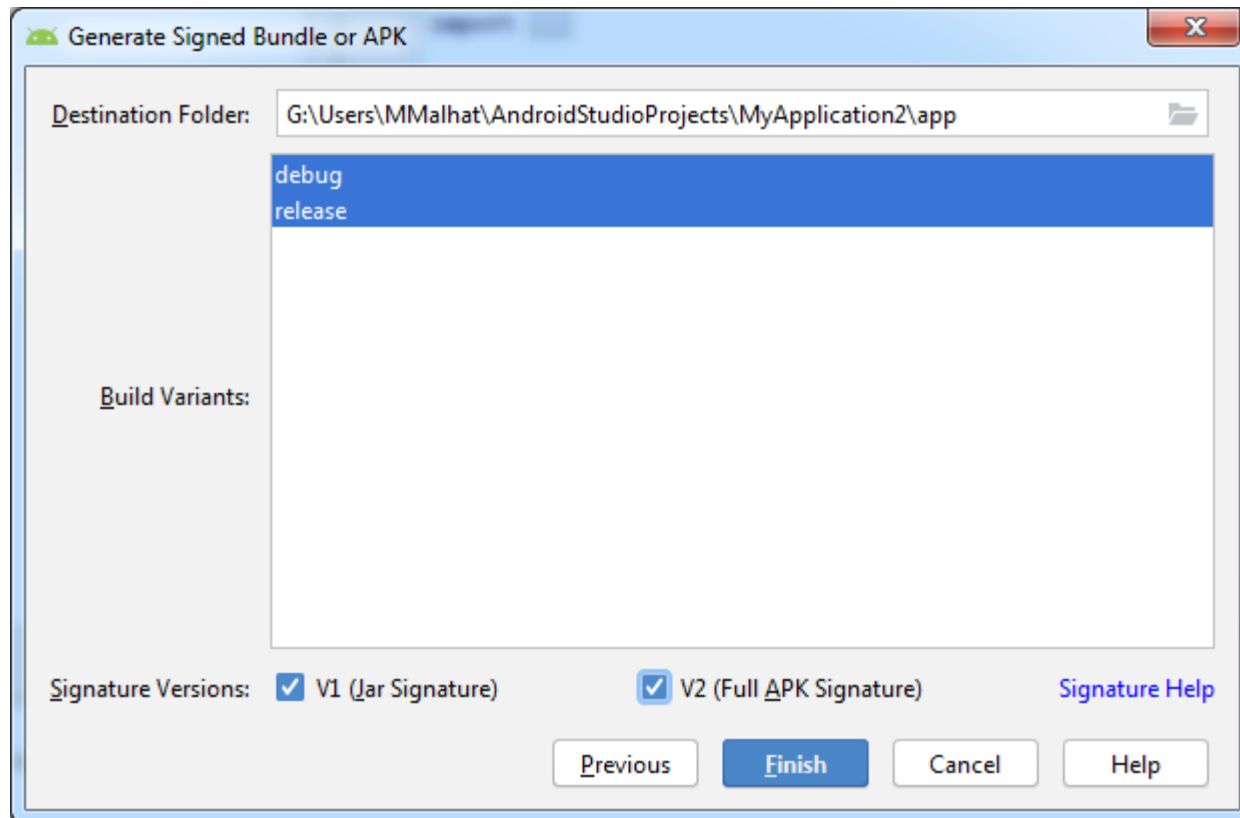 Generate Signed Bundle or APK
Destination Folder: G:\Users\MMalhat\AndroidStudioProjects\MyApplication2\app
debug
release
Build Variants:
Signature Versions: V1 (Jar Signature) V2 (Full APK Signature) Signature Help
Previous Finish Cancel Help